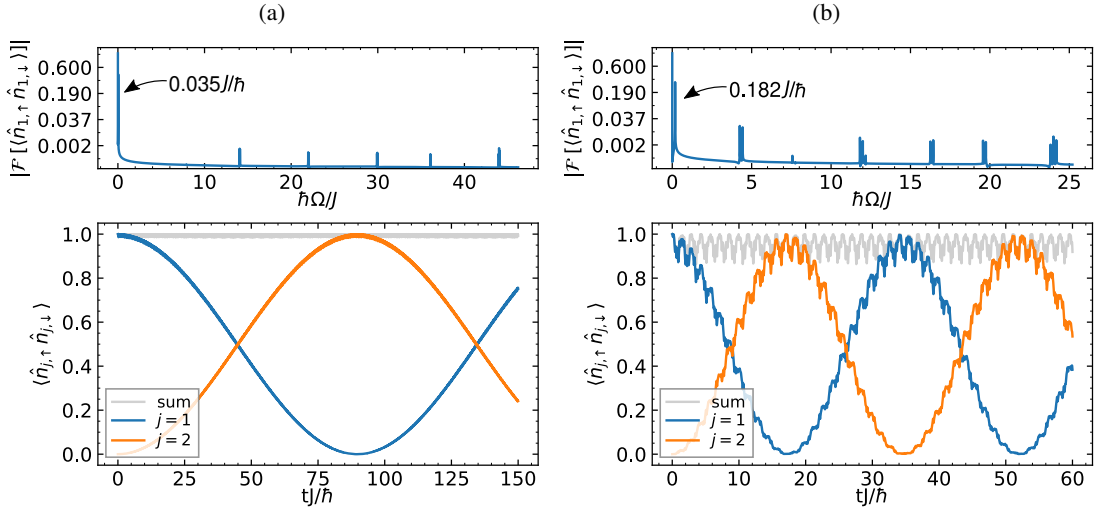 (a)
(b)
|ℱ [⟨n̂₁,↑ n̂₁,↓ ⟩]|
0.600
0.190
0.037
0.002
0.035J/ħ
0 10 20 30 40
ħΩ/J
|ℱ [⟨n̂₁,↑ n̂₁,↓ ⟩]|
0.600
0.190
0.037
0.002
0.182J/ħ
0 5 10 15 20 25
ħΩ/J
⟨n̂ⱼ,↑ n̂ⱼ,↓ ⟩
1.0
0.8
0.6
0.4
0.2
0.0
sum
j = 1
j = 2
0 25 50 75 100 125 150
tJ/ħ
⟨n̂ⱼ,↑ n̂ⱼ,↓ ⟩
1.0
0.8
0.6
0.4
0.2
0.0
sum
j = 1
j = 2
0 10 20 30 40 50 60
tJ/ħ